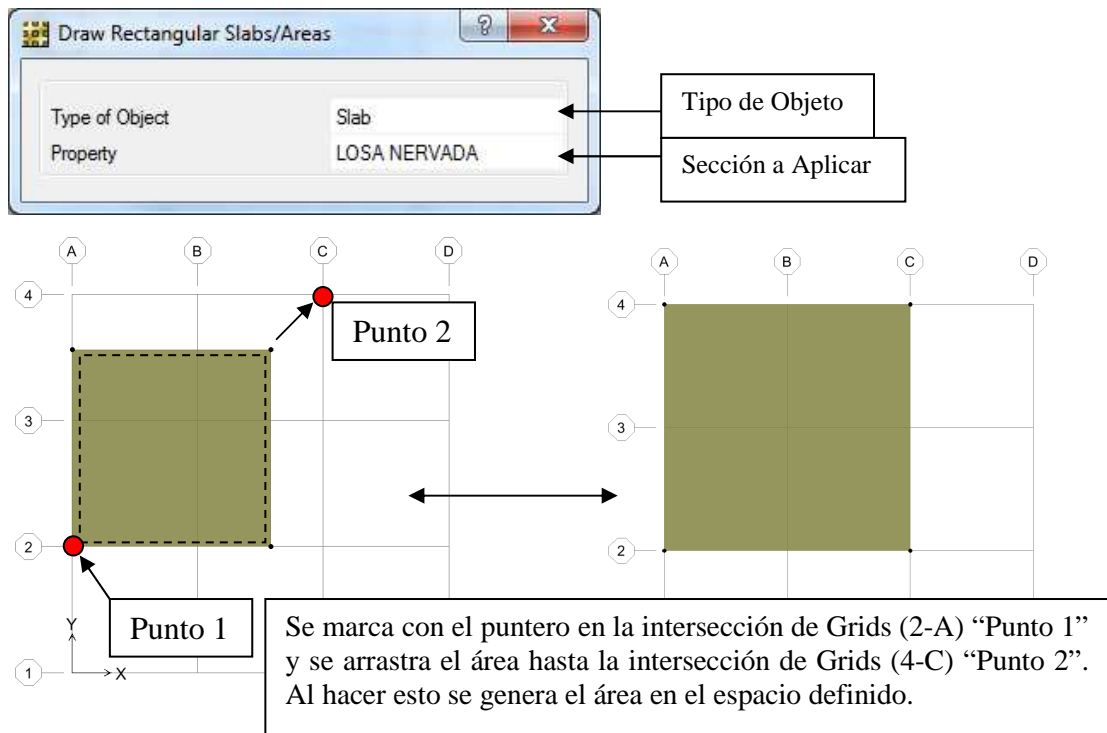 Draw Rectangular Slabs/Areas
?
X
Type of Object
Slab
Property
LOSA NERVADA
Tipo de Objeto
Sección a Aplicar
A
B
C
D
4
3
2
1
Punto 2
Punto 1
Y
X
A
B
C
D
4
3
2
Se marca con el puntero en la intersección de Grids (2-A) “Punto 1”
y se arrastra el área hasta la intersección de Grids (4-C) “Punto 2”.
Al hacer esto se genera el área en el espacio definido.